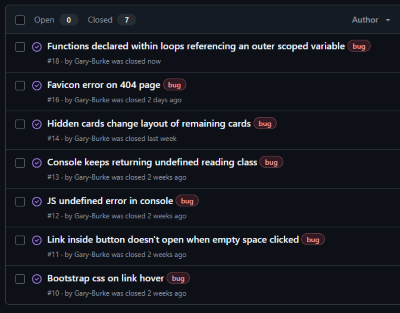 Open 0 Closed 7 Author
Functions declared within loops referencing an outer scoped variable bug
#18 · by Gary-Burke was closed now
Favicon error on 404 page bug
#16 · by Gary-Burke was closed 2 days ago
Hidden cards change layout of remaining cards bug
#14 · by Gary-Burke was closed last week
Console keeps returning undefined reading class bug
#13 · by Gary-Burke was closed 2 weeks ago
JS undefined error in console bug
#12 · by Gary-Burke was closed 2 weeks ago
Link inside button doesn't open when empty space clicked bug
#11 · by Gary-Burke was closed 2 weeks ago
Bootstrap css on link hover bug
#10 · by Gary-Burke was closed 2 weeks ago